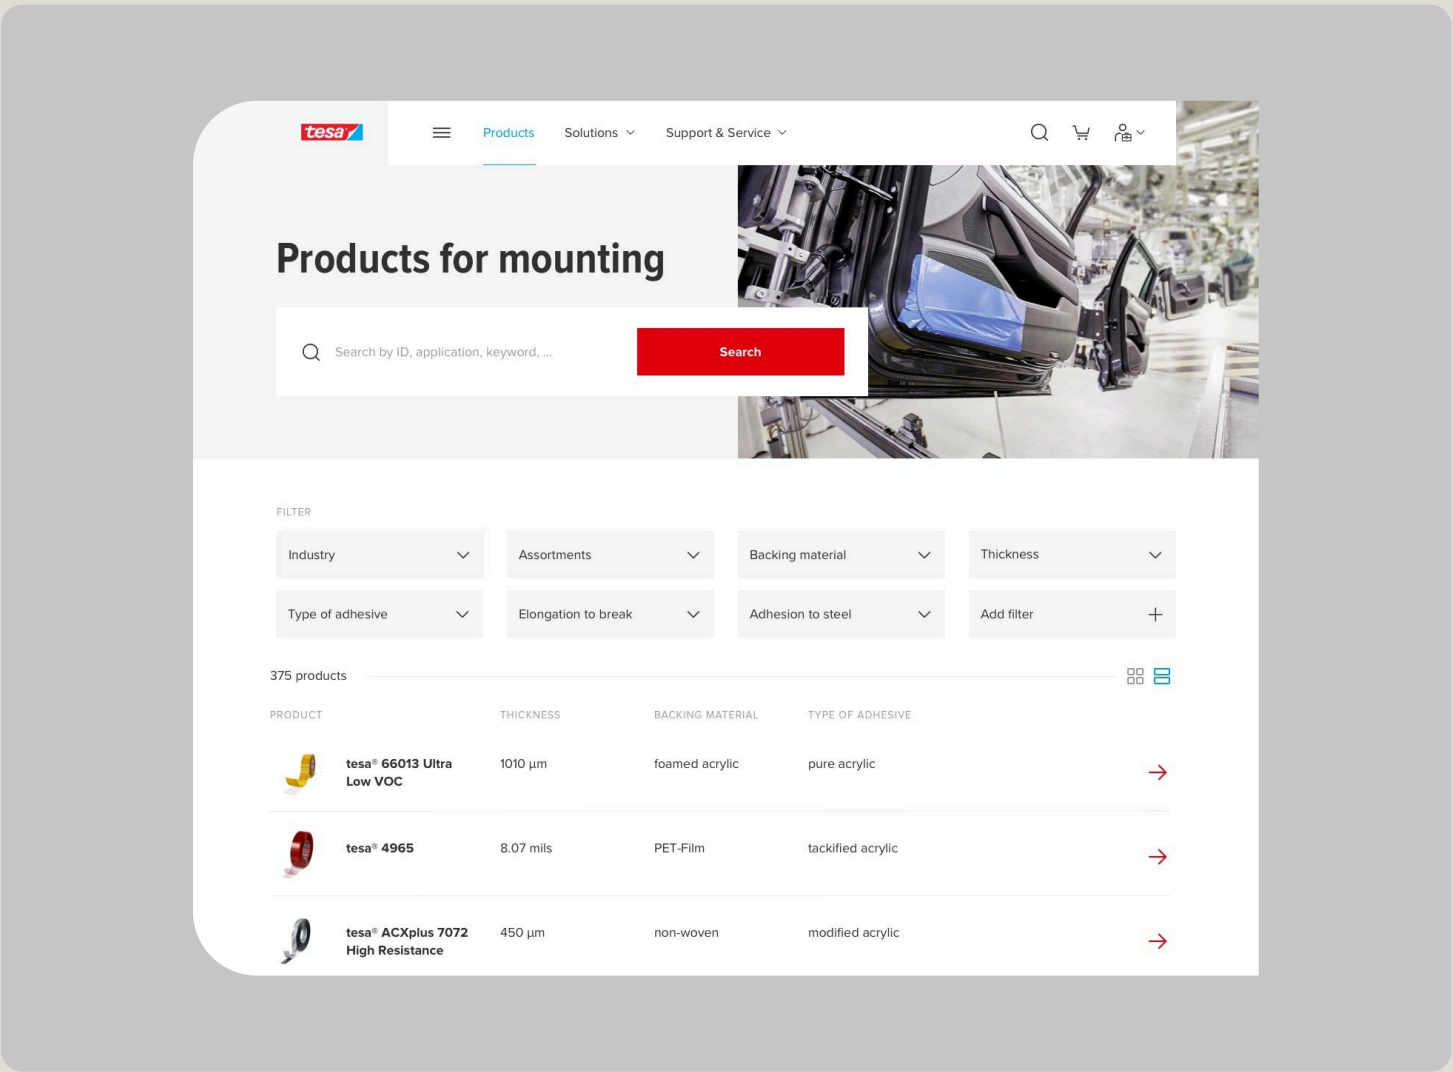 tesa
Products
Solutions
Support & Service
Products for mounting
Search by ID, application, keyword, ...
Search
FILTER
Industry
Assortments
Backing material
Thickness
Type of adhesive
Elongation to break
Adhesion to steel
Add filter
375 products
PRODUCT THICKNESS BACKING MATERIAL TYPE OF ADHESIVE
tesa® 66013 Ultra 1010 μm foamed acrylic pure acrylic
Low VOC
tesa® 4965 8.07 mils PET-Film tackified acrylic
tesa® ACXplus 7072 450 μm non-woven modified acrylic
High Resistance